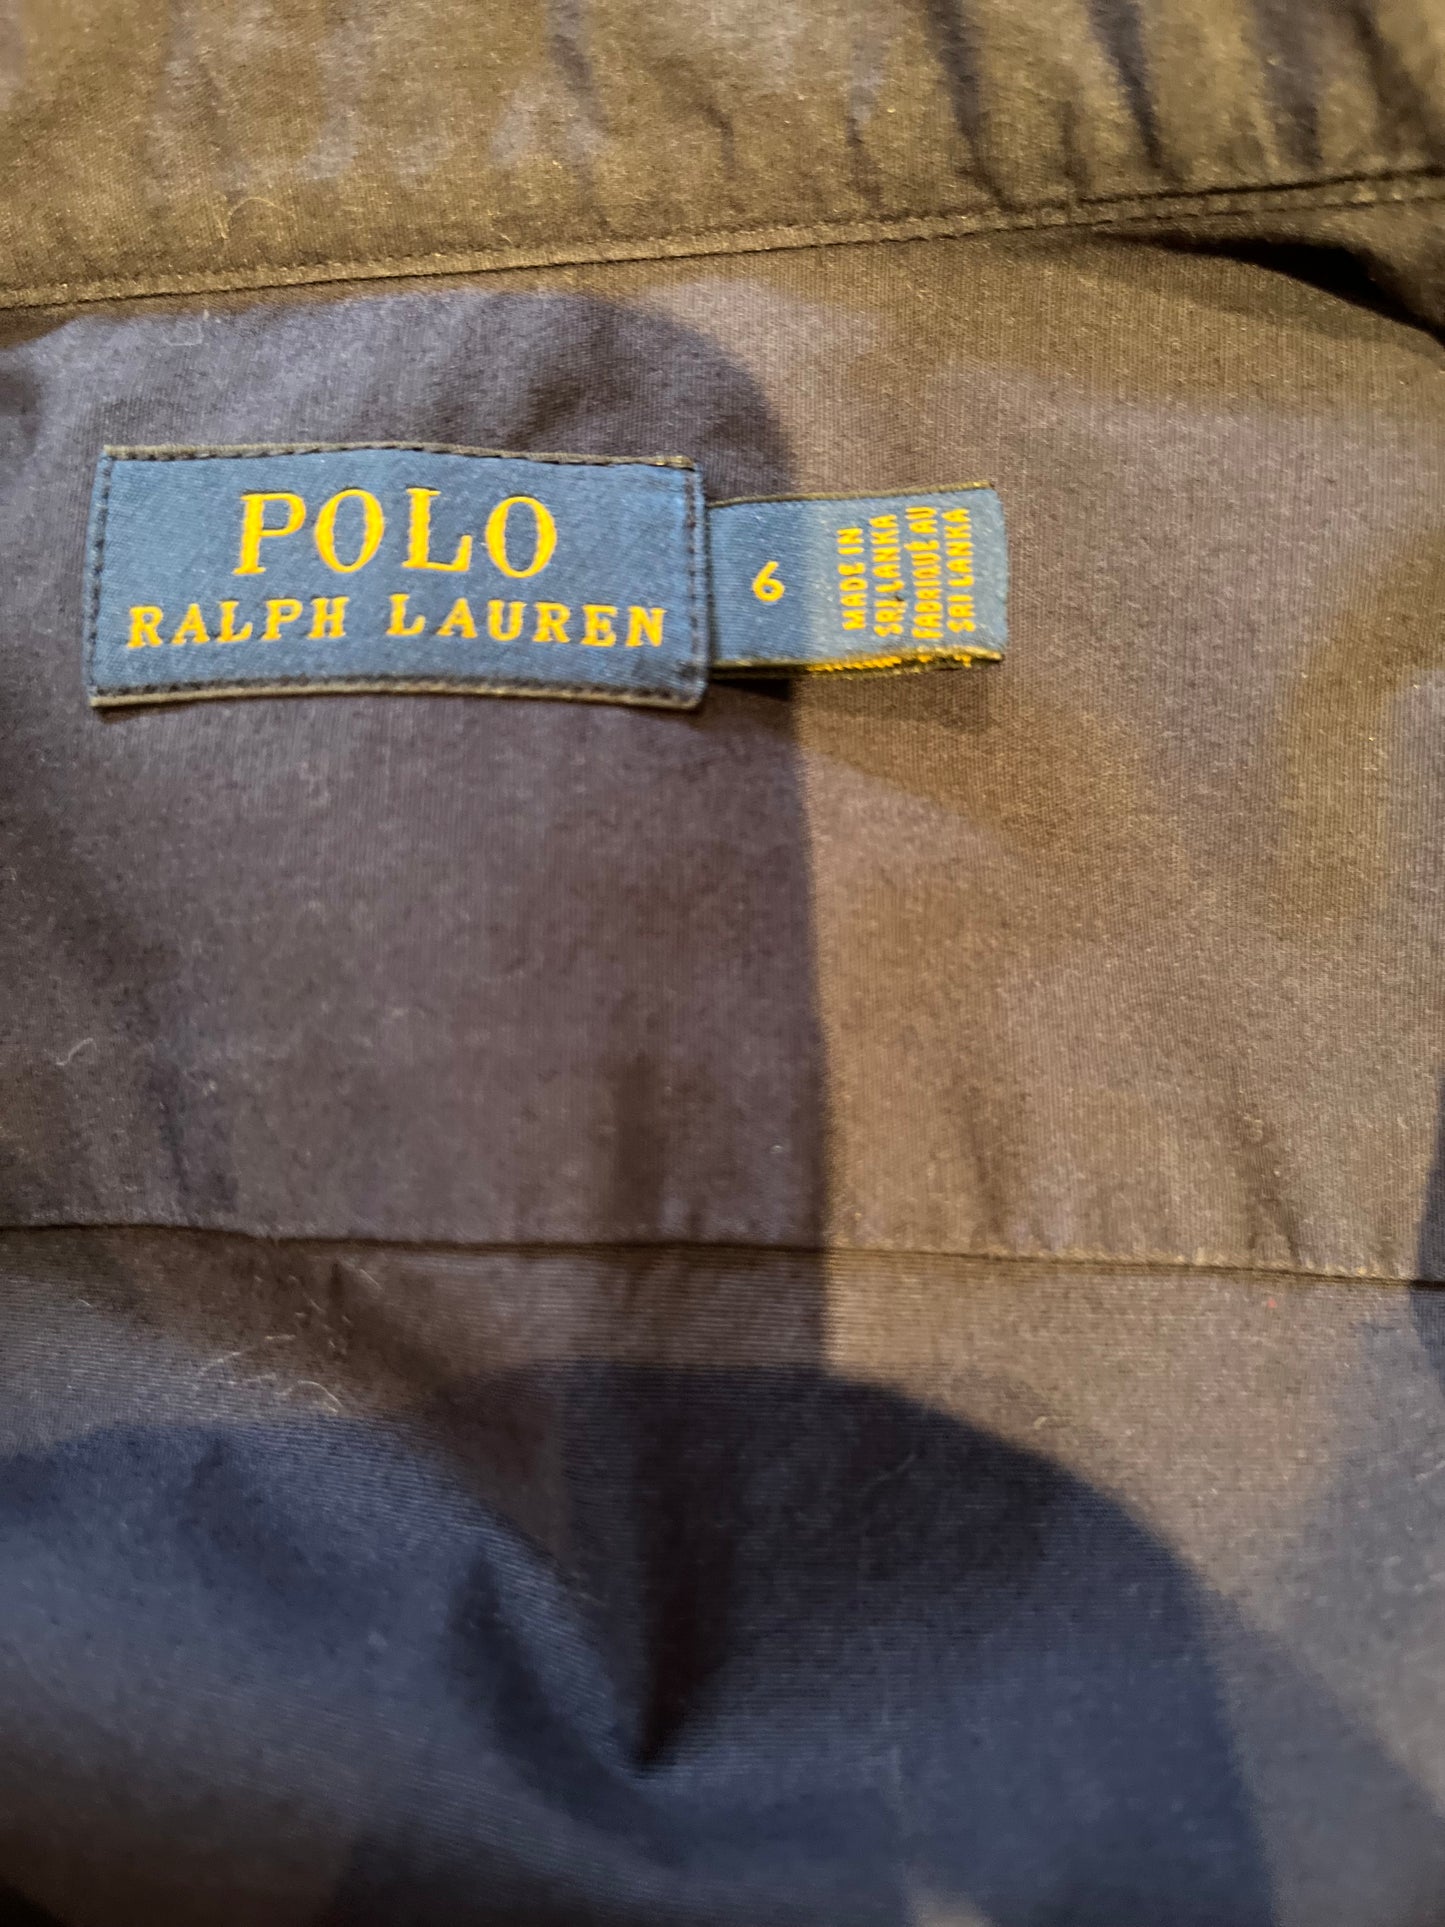 POLO
RALPH LAUREN
6
MADE IN
SRI LANKA
FABRIQUÉ AU
SRI LANKA